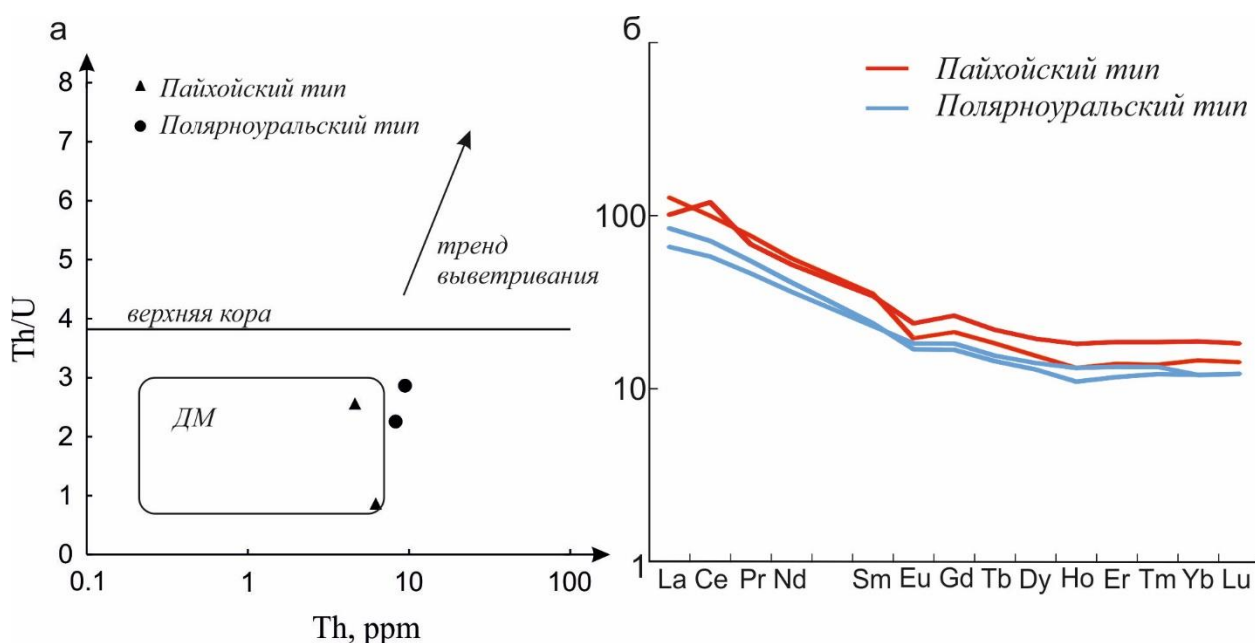 а
8
7
6
5
4
3
2
1
0
Th/U
▲ Пайхойский тип
● Полярноуральский тип
тренд
выветривания
верхняя кора
ДМ
0.1 1 10 100
Th, ppm
б
Пайхойский тип
Полярноуральский тип
100
10
1
La Ce Pr Nd Sm Eu Gd Tb Dy Ho Er Tm Yb Lu